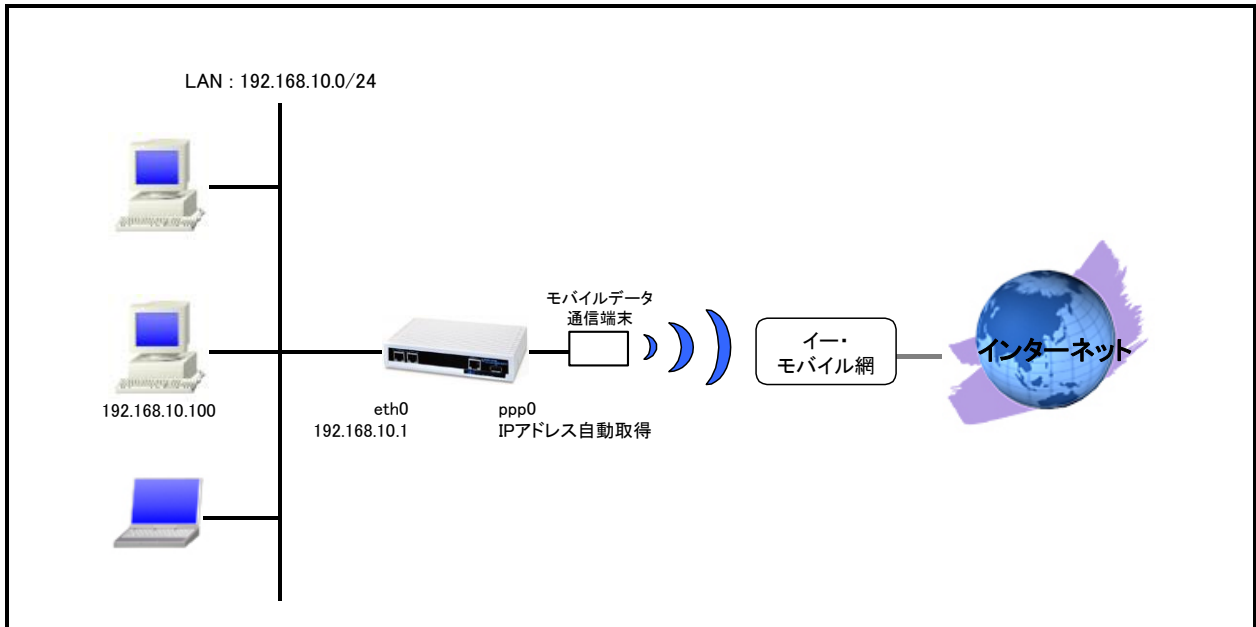 LAN : 192.168.10.0/24
モバイルデータ
通信端末
イー・
モバイル網
インターネット
192.168.10.100
eth0
192.168.10.1
ppp0
IPアドレス自動取得